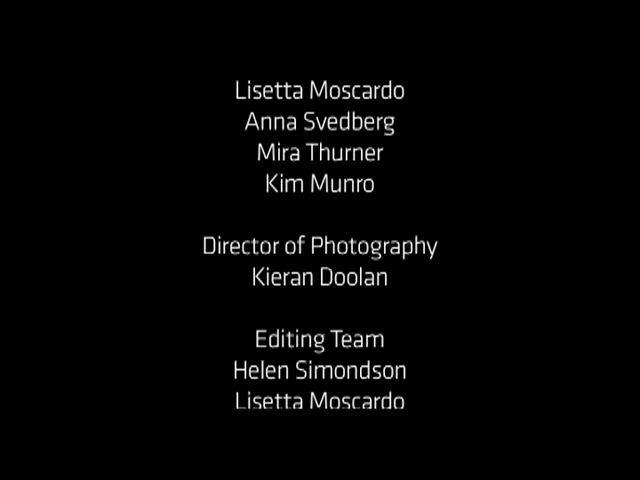 Lisetta Moscardo
Anna Svedberg
Mira Thurner
Kim Munro
Director of Photography
Kieran Doolan
Editing Team
Helen Simondson
Lisetta Moscardo